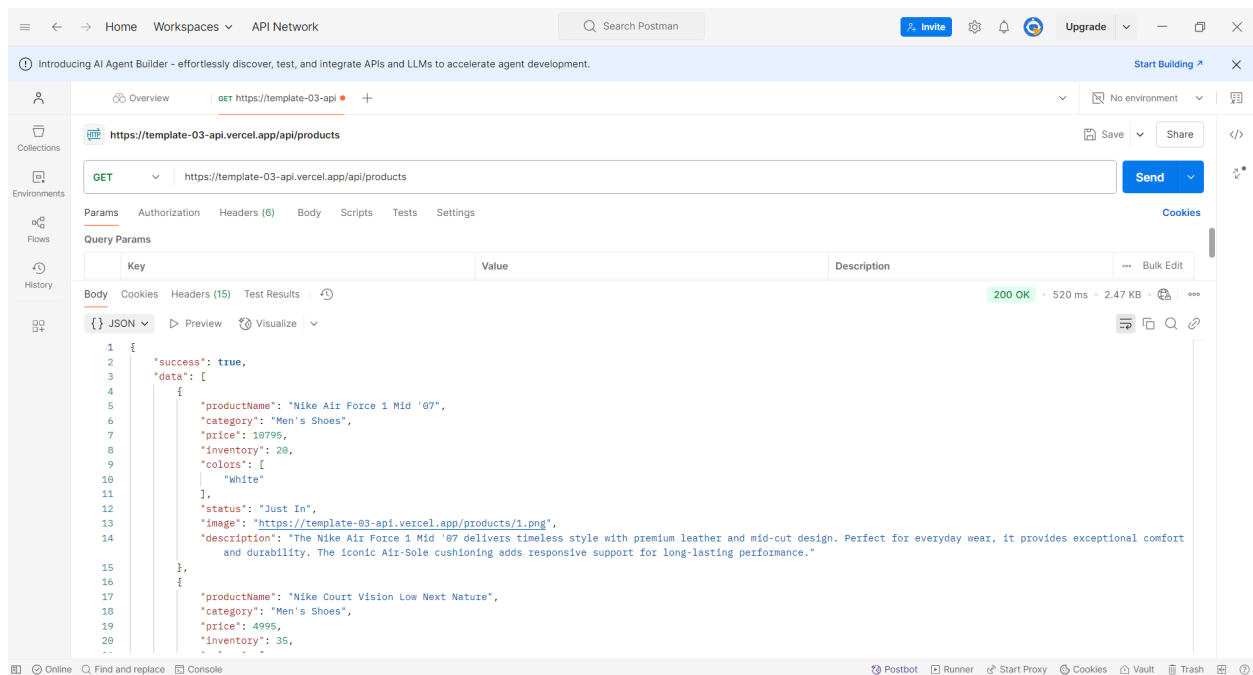 Home Workspaces API Network Search Postman Invite Upgrade
Introducing AI Agent Builder - effortlessly discover, test, and integrate APIs and LLMs to accelerate agent development. Start Building
Overview GET https://template-03-api No environment
Collections
Environments
Flows
History
HTTP https://template-03-api.vercel.app/api/products Save Share
GET https://template-03-api.vercel.app/api/products Send
Params Authorization Headers (6) Body Scripts Tests Settings Cookies
Query Params
Key Value Description Bulk Edit
Body Cookies Headers (15) Test Results 200 OK 520 ms 2.47 KB
{} JSON Preview Visualize
1 {
2 "success": true,
3 "data": [
4 {
5 "productName": "Nike Air Force 1 Mid '07",
6 "category": "Men's Shoes",
7 "price": 10795,
8 "inventory": 20,
9 "colors": [
10 "White"
11 ],
12 "status": "Just In",
13 "image": "https://template-03-api.vercel.app/products/1.png",
14 "description": "The Nike Air Force 1 Mid '07 delivers timeless style with premium leather and mid-cut design. Perfect for everyday wear, it provides exceptional comfort
and durability. The iconic Air-Sole cushioning adds responsive support for long-lasting performance."
15 },
16 {
17 "productName": "Nike Court Vision Low Next Nature",
18 "category": "Men's Shoes",
19 "price": 4995,
20 "inventory": 35,
Online Find and replace Console Postbot Runner Start Proxy Cookies Vault Trash